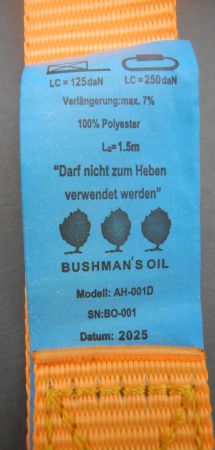 LC = 125daN LC = 250daN
Verlängerung: max. 7%
100% Polyester
LG= 1.5m
"Darf nicht zum Heben
verwendet werden"
BUSHMAN'S OIL
Modell: AH-001D
SN:BO-001
Datum: 2025